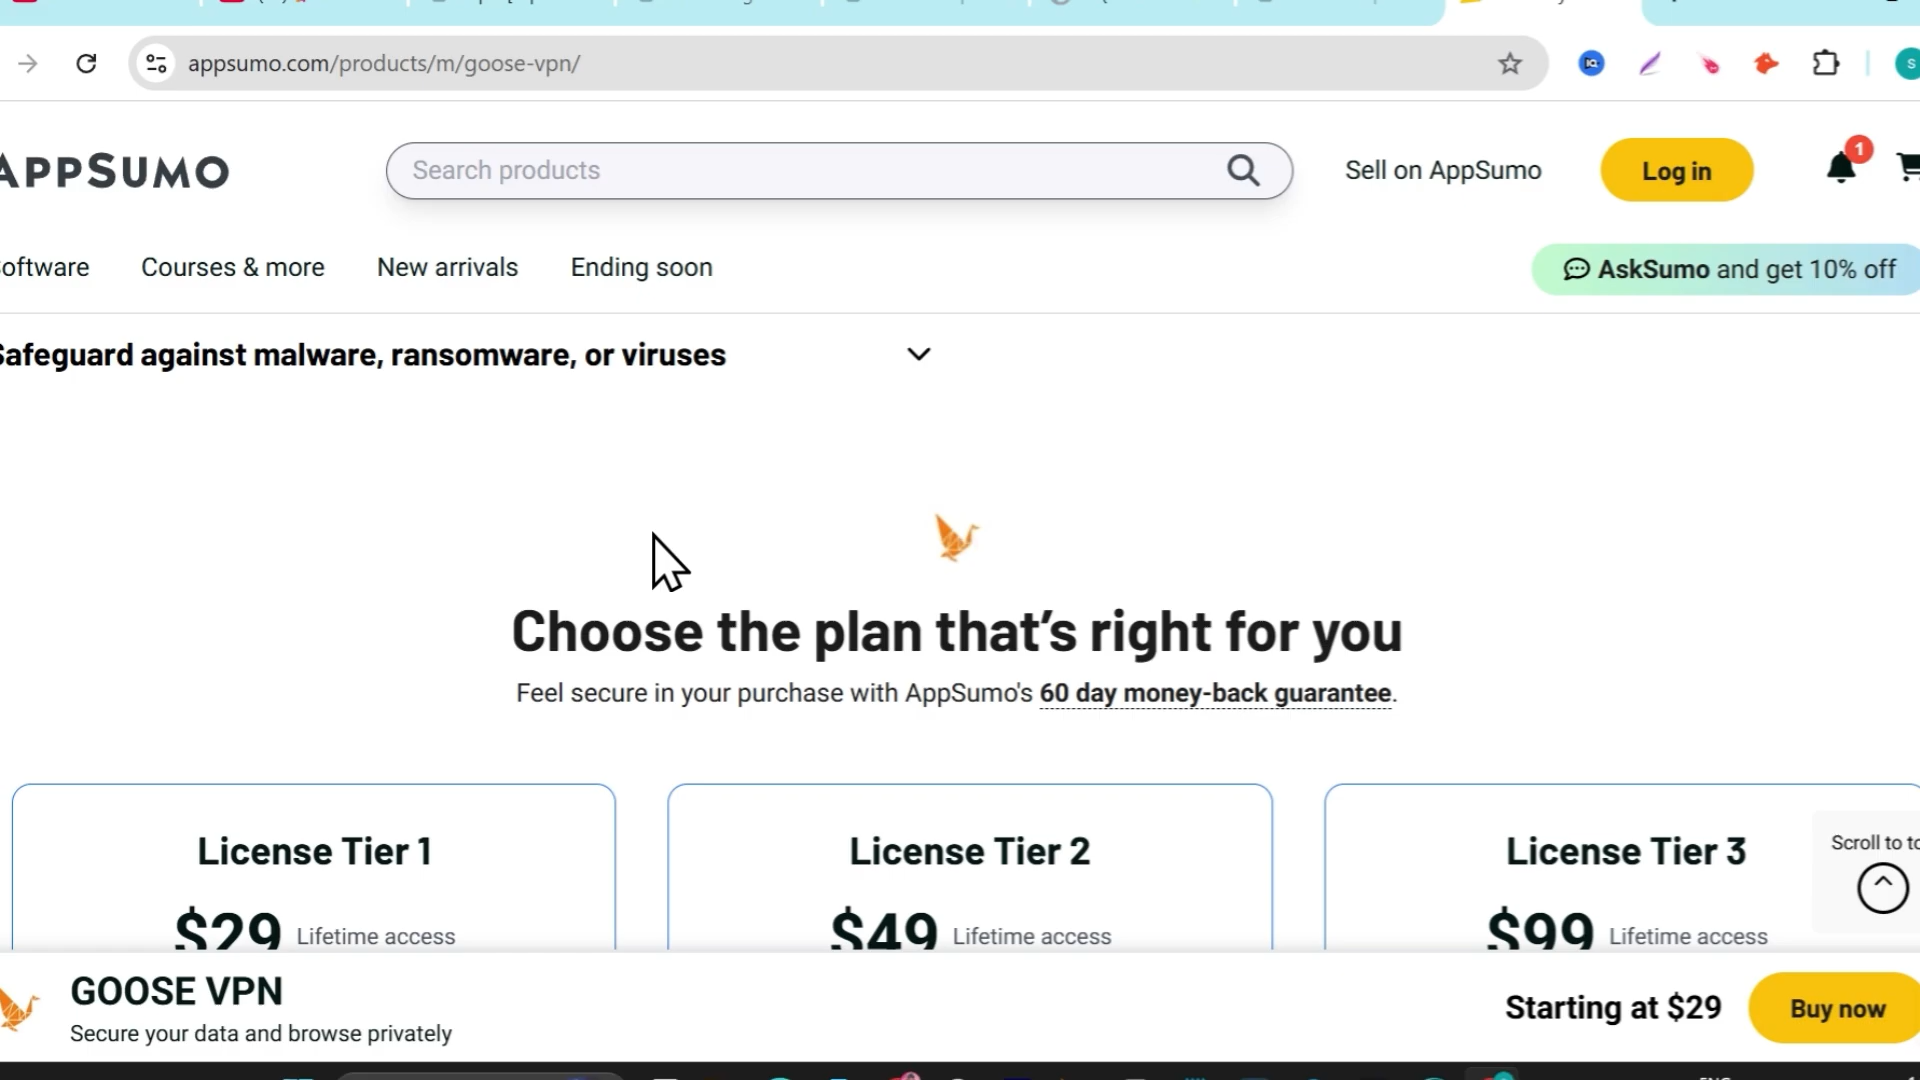 appsumo.com/products/m/goose-vpn/
APPSUMO
Search products
Sell on AppSumo
Log in
1
Courses & more
New arrivals
Ending soon
AskSumo and get 10% off
Safeguard against malware, ransomware, or viruses
Choose the plan that’s right for you
Feel secure in your purchase with AppSumo's 60 day money-back guarantee.
License Tier 1
$29 Lifetime access
License Tier 2
$49 Lifetime access
License Tier 3
$99 Lifetime access
Scroll to
GOOSE VPN
Secure your data and browse privately
Starting at $29
Buy now